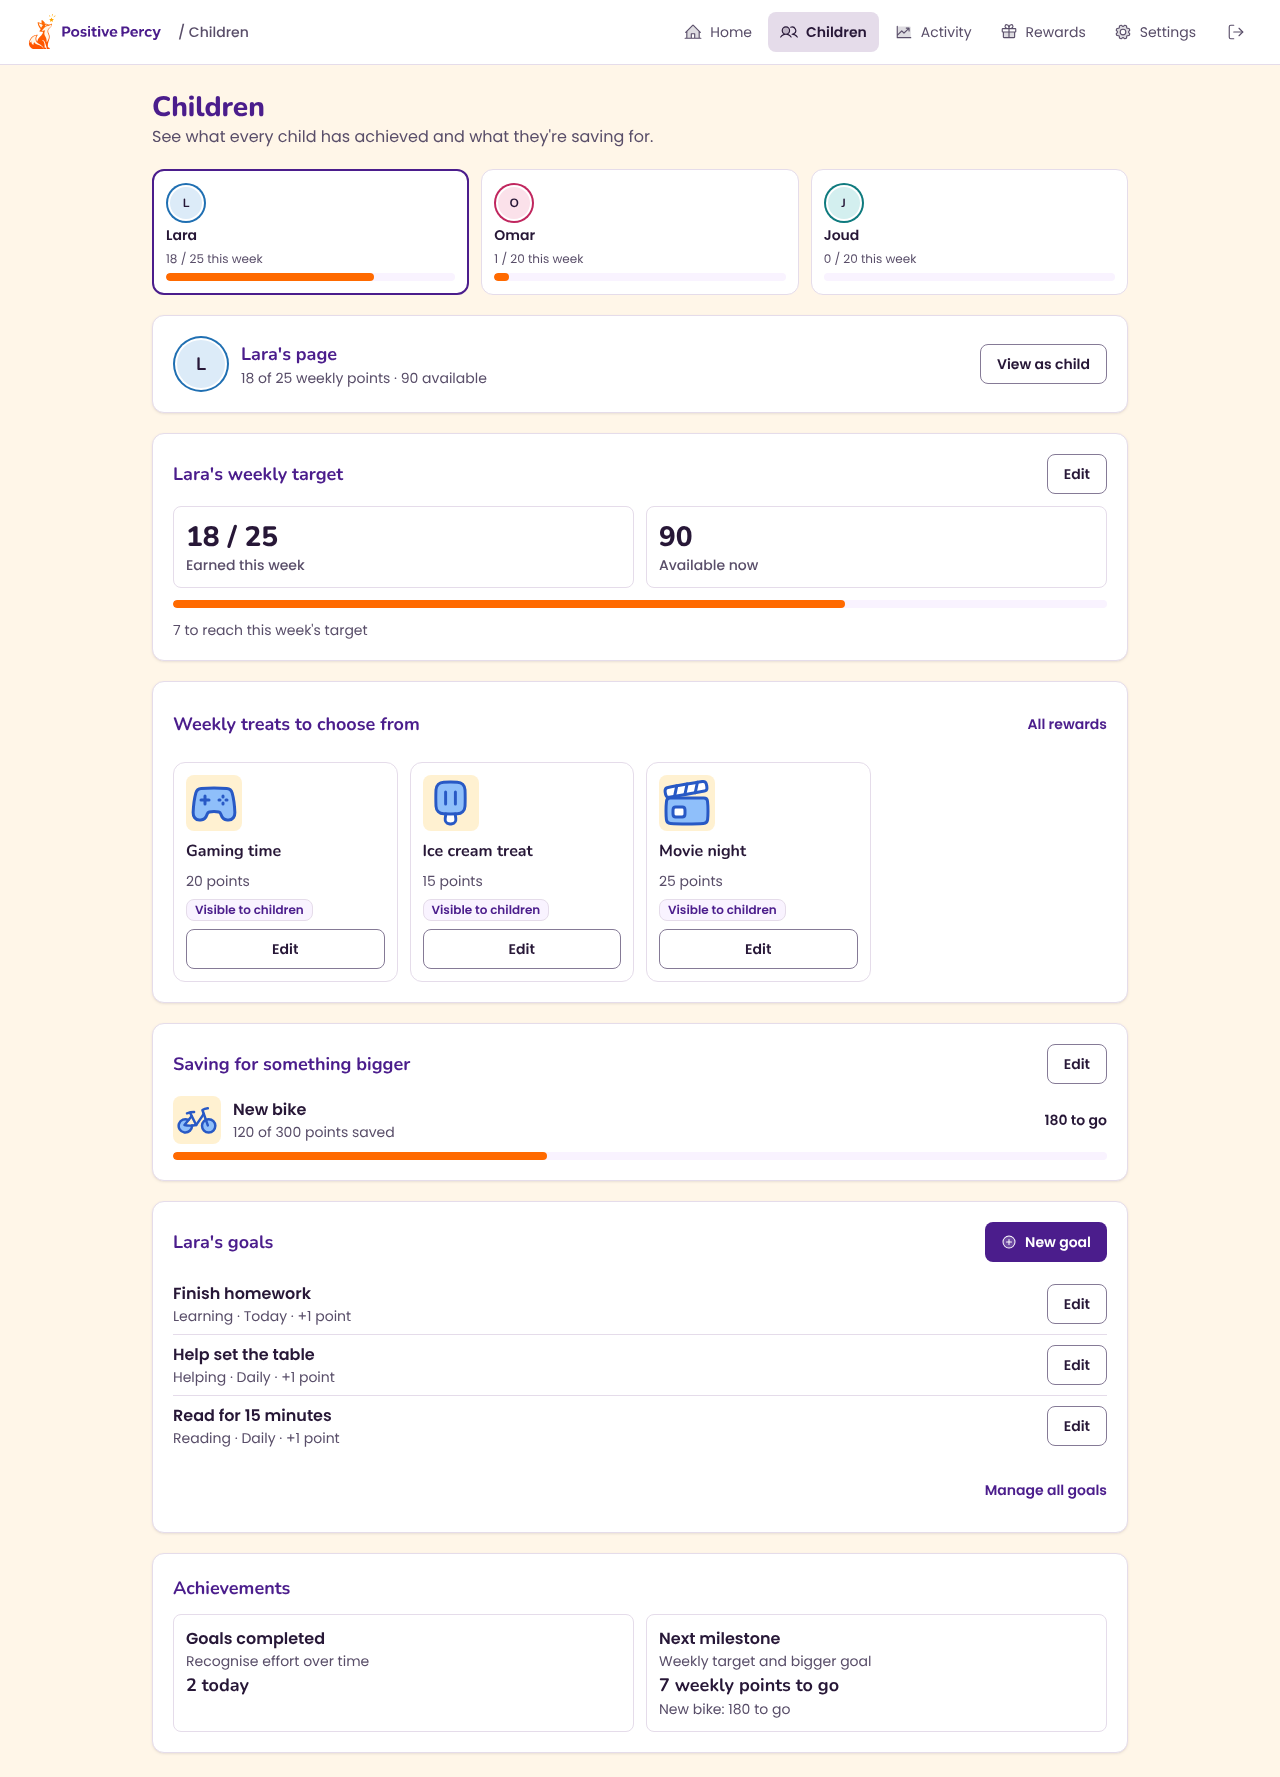 Positive Percy / Children
Home
Children
Activity
Rewards
Settings
Children
See what every child has achieved and what they're saving for.
L
Lara
18 / 25 this week
O
Omar
1 / 20 this week
J
Joud
0 / 20 this week
L
Lara's page
18 of 25 weekly points · 90 available
View as child
Lara's weekly target
Edit
18 / 25
Earned this week
90
Available now
7 to reach this week's target
Weekly treats to choose from
All rewards
Gaming time
20 points
Visible to children
Edit
Ice cream treat
15 points
Visible to children
Edit
Movie night
25 points
Visible to children
Edit
Saving for something bigger
Edit
New bike
120 of 300 points saved
180 to go
Lara's goals
New goal
Finish homework
Learning · Today · +1 point
Edit
Help set the table
Helping · Daily · +1 point
Edit
Read for 15 minutes
Reading · Daily · +1 point
Edit
Manage all goals
Achievements
Goals completed
Recognise effort over time
2 today
Next milestone
Weekly target and bigger goal
7 weekly points to go
New bike: 180 to go